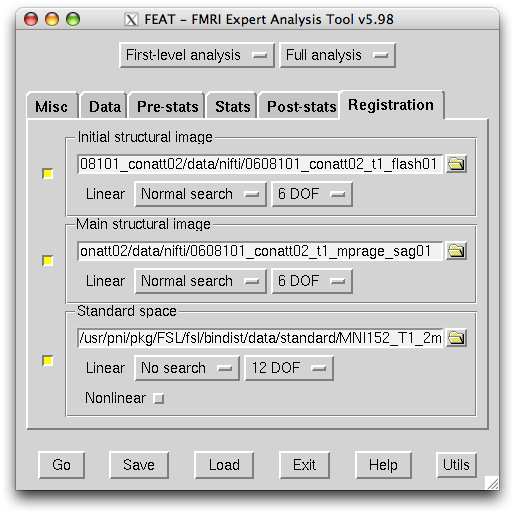 FEAT - FMRI Expert Analysis Tool v5.98
First-level analysis Full analysis
Misc Data Pre-stats Stats Post-stats Registration
Initial structural image
08101_conatt02/data/nifti/0608101_conatt02_t1_flash01
Linear Normal search 6 DOF
Main structural image
onatt02/data/nifti/0608101_conatt02_t1_mprage_sag01
Linear Normal search 6 DOF
Standard space
/usr/pni/pkg/FSL/fsl/bindist/data/standard/MNI152_T1_2m
Linear No search 12 DOF
Nonlinear
Go Save Load Exit Help Utils